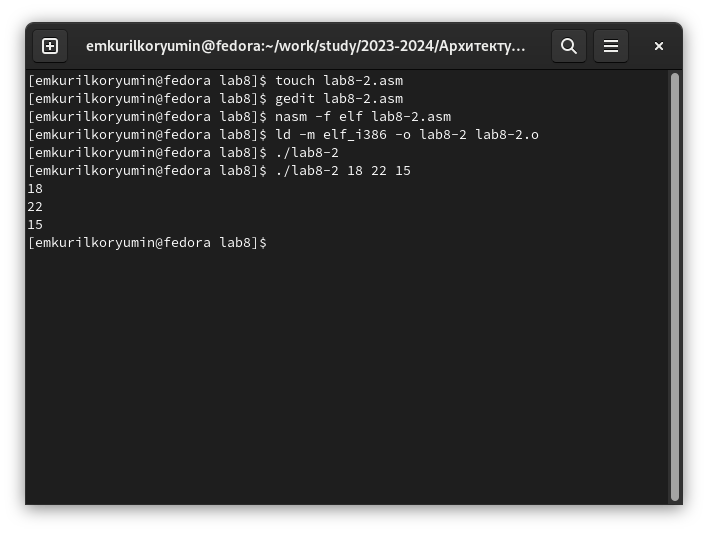 emkurilkoryumin@fedora:~/work/study/2023-2024/Архитекту...
[emkurilkoryumin@fedora lab8]$ touch lab8-2.asm
[emkurilkoryumin@fedora lab8]$ gedit lab8-2.asm
[emkurilkoryumin@fedora lab8]$ nasm -f elf lab8-2.asm
[emkurilkoryumin@fedora lab8]$ ld -m elf_i386 -o lab8-2 lab8-2.o
[emkurilkoryumin@fedora lab8]$ ./lab8-2
[emkurilkoryumin@fedora lab8]$ ./lab8-2 18 22 15
18
22
15
[emkurilkoryumin@fedora lab8]$